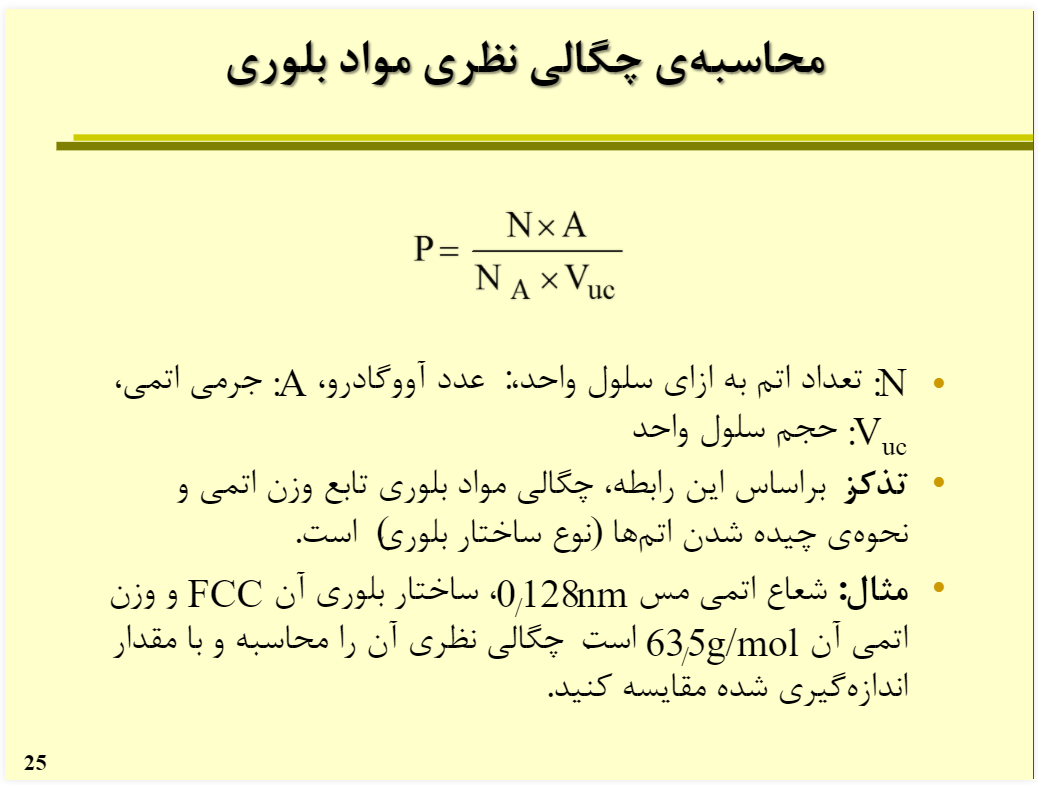 محاسبه‌ی چگالی نظری مواد بلوری
P = N × A / N_A × V_uc
• N: تعداد اتم به ازای سلول واحد،: عدد آووگادرو، A: جرمی اتمی،
V_uc: حجم سلول واحد
• تذکر: براساس این رابطه، چگالی مواد بلوری تابع وزن اتمی و
نحوه‌ی چیده شدن اتم‌ها (نوع ساختار بلوری) است.
• مثال: شعاع اتمی مس 0/128nm، ساختار بلوری آن FCC و وزن
اتمی آن 63/5g/mol است چگالی نظری آن را محاسبه و با مقدار
اندازه‌گیری شده مقایسه کنید.
25